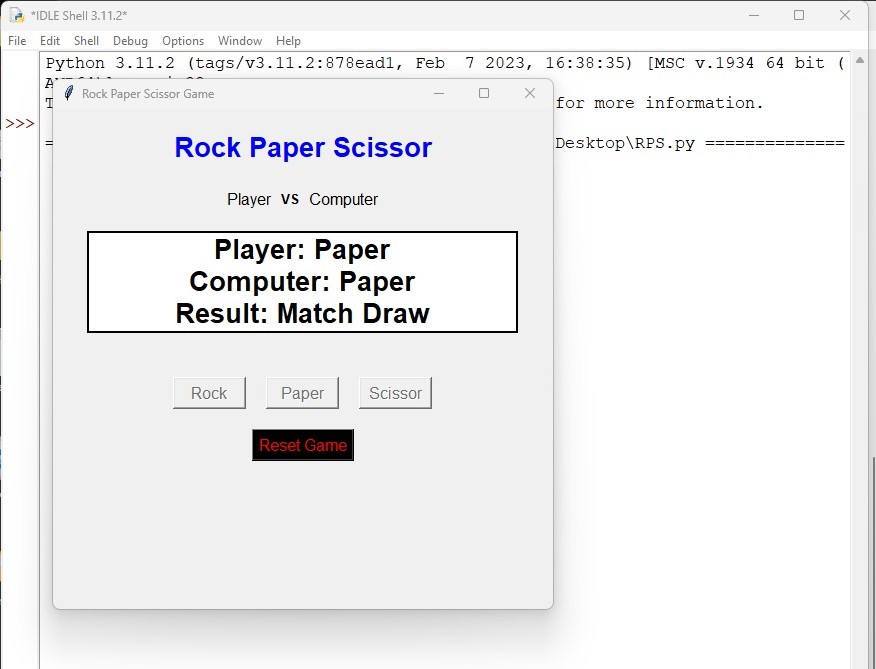 *IDLE Shell 3.11.2*
File Edit Shell Debug Options Window Help
Python 3.11.2 (tags/v3.11.2:878ead1, Feb  7 2023, 16:38:35) [MSC v.1934 64 bit (
for more information.
>>>
Desktop\RPS.py ==============
Rock Paper Scissor Game
Rock Paper Scissor
Player VS Computer
Player: Paper
Computer: Paper
Result: Match Draw
Rock Paper Scissor
Reset Game